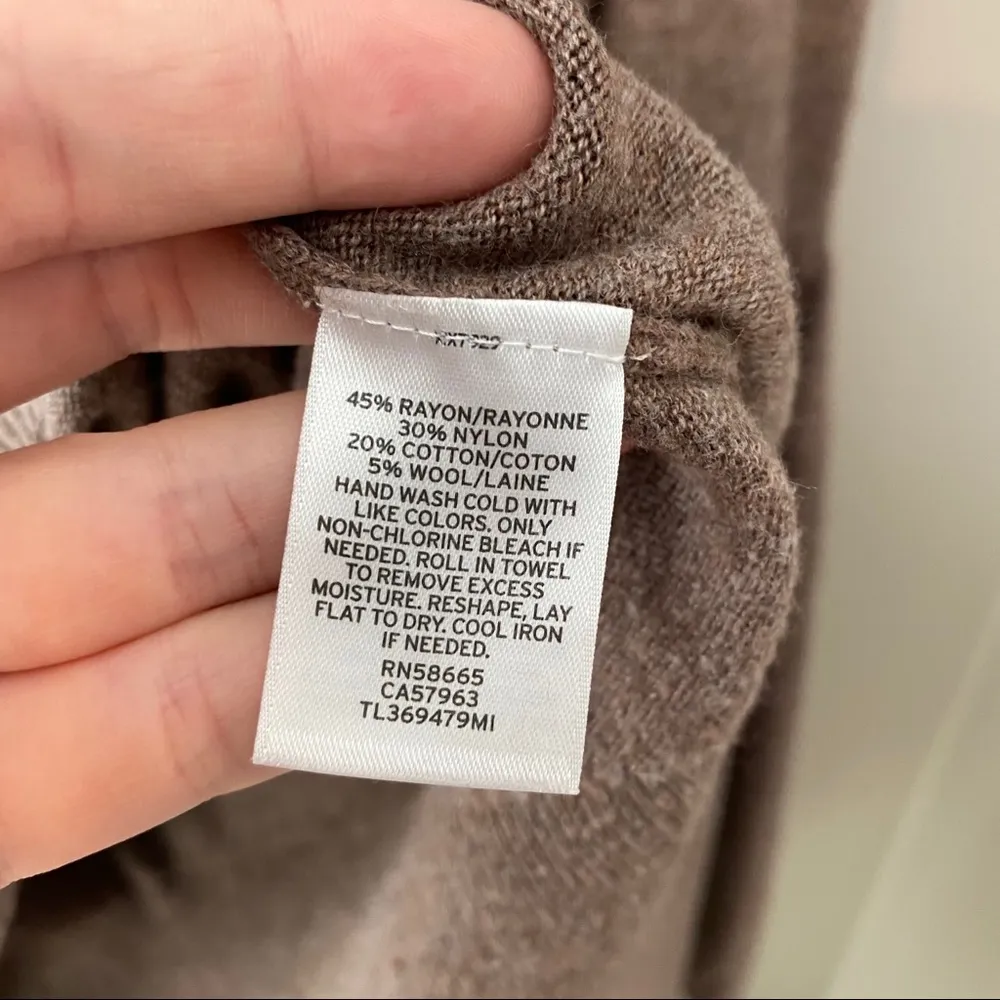 45% RAYON/RAYONNE
30% NYLON
20% COTTON/COTON
5% WOOL/LAINE
HAND WASH COLD WITH
LIKE COLORS. ONLY
NON-CHLORINE BLEACH IF
NEEDED. ROLL IN TOWEL
TO REMOVE EXCESS
MOISTURE. RESHAPE, LAY
FLAT TO DRY. COOL IRON
IF NEEDED.
RN58665
CA57963
TL369479MI